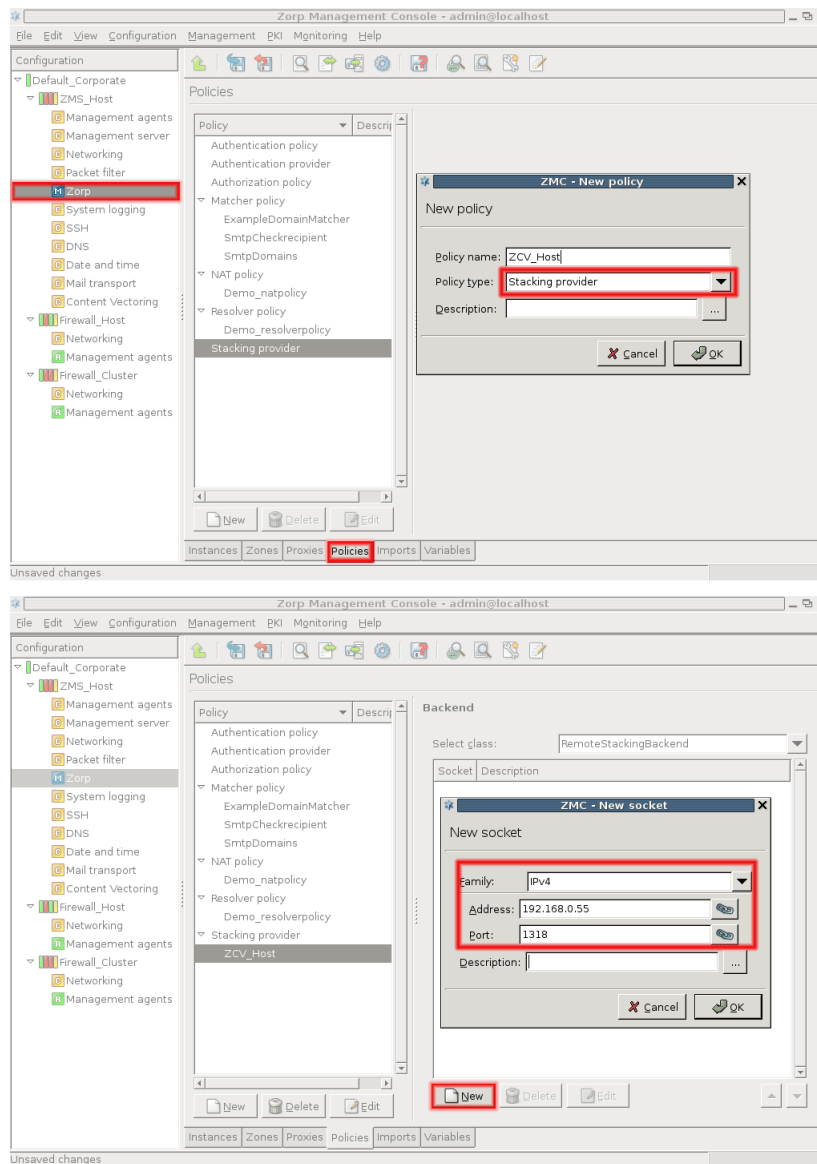 Zorp Management Console - admin@localhost
File Edit View Configuration Management PKI Monitoring Help
Configuration
Default_Corporate
ZMS_Host
Management agents
Management server
Networking
Packet filter
Zorp
System logging
SSH
DNS
Date and time
Mail transport
Content Vectoring
Firewall_Host
Networking
Management agents
Firewall_Cluster
Networking
Management agents
Policies
Policy Descrip
Authentication policy
Authentication provider
Authorization policy
Matcher policy
ExampleDomainMatcher
SmtpCheckrecipient
SmtpDomains
NAT policy
Demo_natpolicy
Resolver policy
Demo_resolverpolicy
Stacking provider
New Delete Edit
ZMC - New policy
New policy
Policy name: ZCV_Host
Policy type: Stacking provider
Description: ...
Cancel OK
Instances Zones Proxies Policies Imports Variables
Unsaved changes
Zorp Management Console - admin@localhost
File Edit View Configuration Management PKI Monitoring Help
Configuration
Default_Corporate
ZMS_Host
Management agents
Management server
Networking
Packet filter
Zorp
System logging
SSH
DNS
Date and time
Mail transport
Content Vectoring
Firewall_Host
Networking
Management agents
Firewall_Cluster
Networking
Management agents
Policies
Policy Descrip
Authentication policy
Authentication provider
Authorization policy
Matcher policy
ExampleDomainMatcher
SmtpCheckrecipient
SmtpDomains
NAT policy
Demo_natpolicy
Resolver policy
Demo_resolverpolicy
Stacking provider
ZCV_Host
New Delete Edit
Backend
Select class: RemoteStackingBackend
Socket Description
ZMC - New socket
New socket
Family: IPv4
Address: 192.168.0.55
Port: 1318
Description: ...
Cancel OK
New Delete Edit
Instances Zones Proxies Policies Imports Variables
Unsaved changes